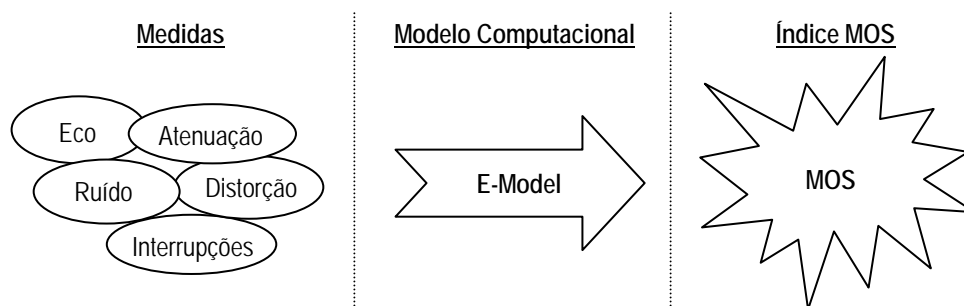 Medidas
Eco
Atenuação
Ruído
Distorção
Interrupções
Modelo Computacional
E-Model
Índice MOS
MOS